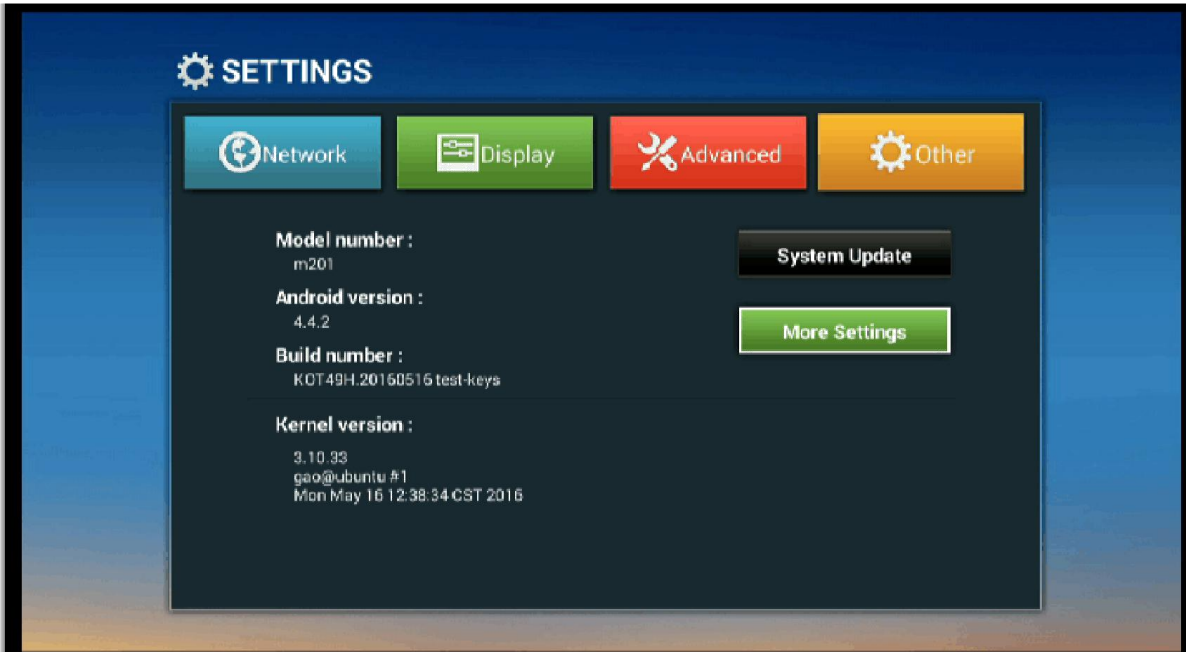 SETTINGS
Network
Display
Advanced
Other
Model number :
m201
System Update
Android version :
4.4.2
More Settings
Build number :
KOT49H.20160516 test-keys
Kernel version :
3.10.33
gao@ubuntu #1
Mon May 16 12:38:34 CST 2016